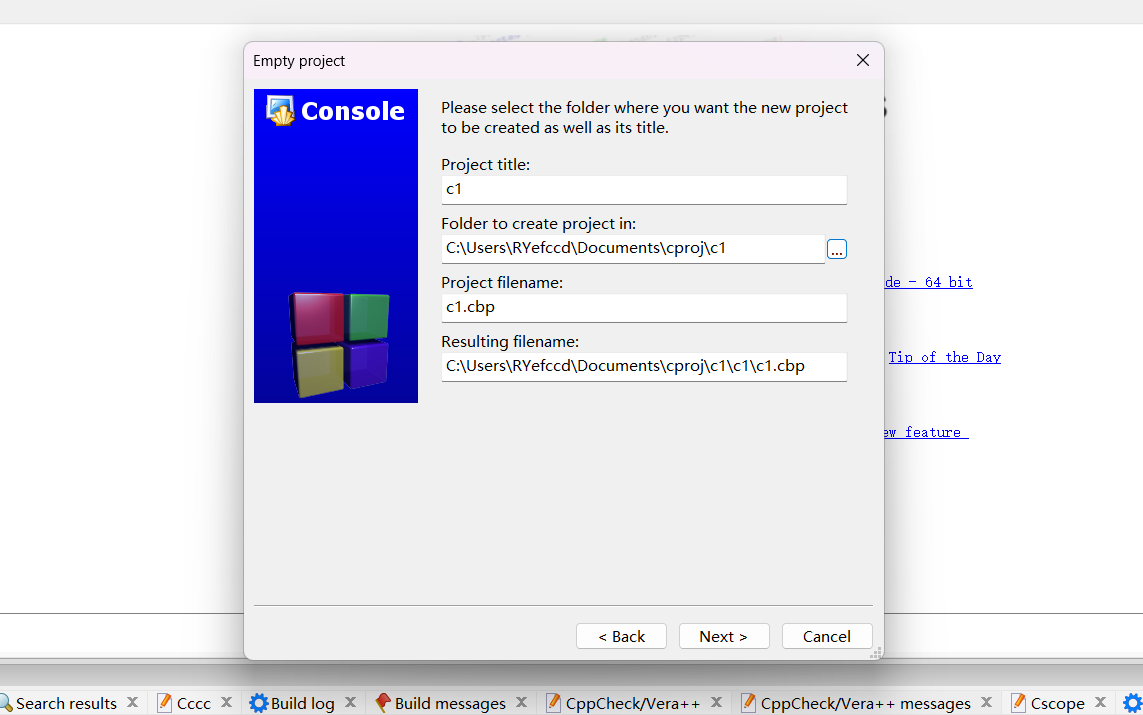 Empty project
Console
Please select the folder where you want the new project
to be created as well as its title.
Project title:
c1
Folder to create project in:
C:\Users\RYefccd\Documents\cproj\c1
...
Project filename:
c1.cbp
Resulting filename:
C:\Users\RYefccd\Documents\cproj\c1\c1\c1.cbp
de - 64 bit
Tip of the Day
ew feature
< Back
Next >
Cancel
Search results
Cccc
Build log
Build messages
CppCheck/Vera++
CppCheck/Vera++ messages
Cscope